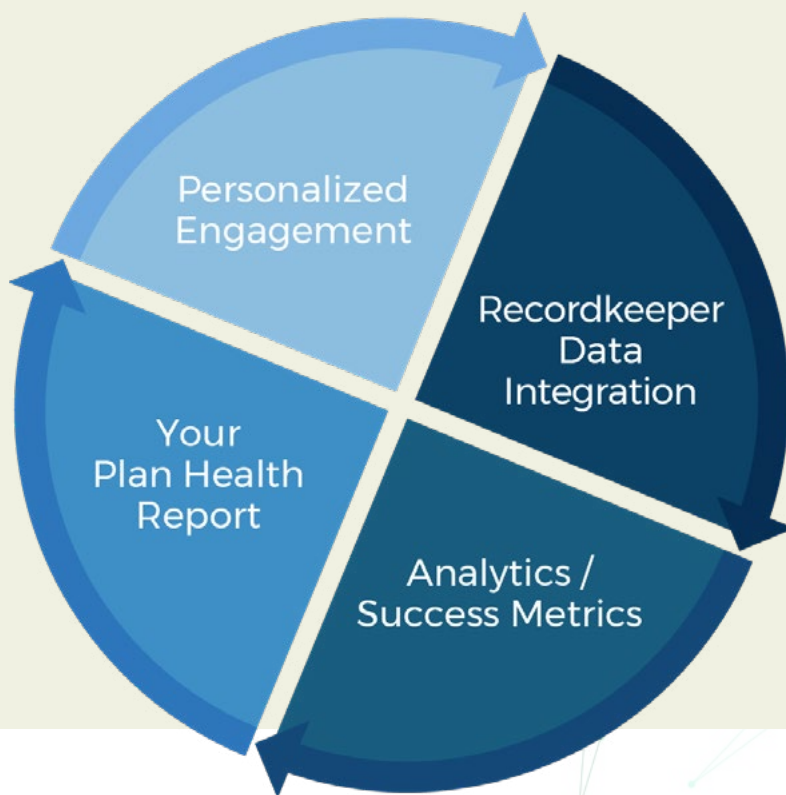 Personalized
Engagement
Recordkeeper
Data
Integration
Analytics /
Success Metrics
Your
Plan Health
Report